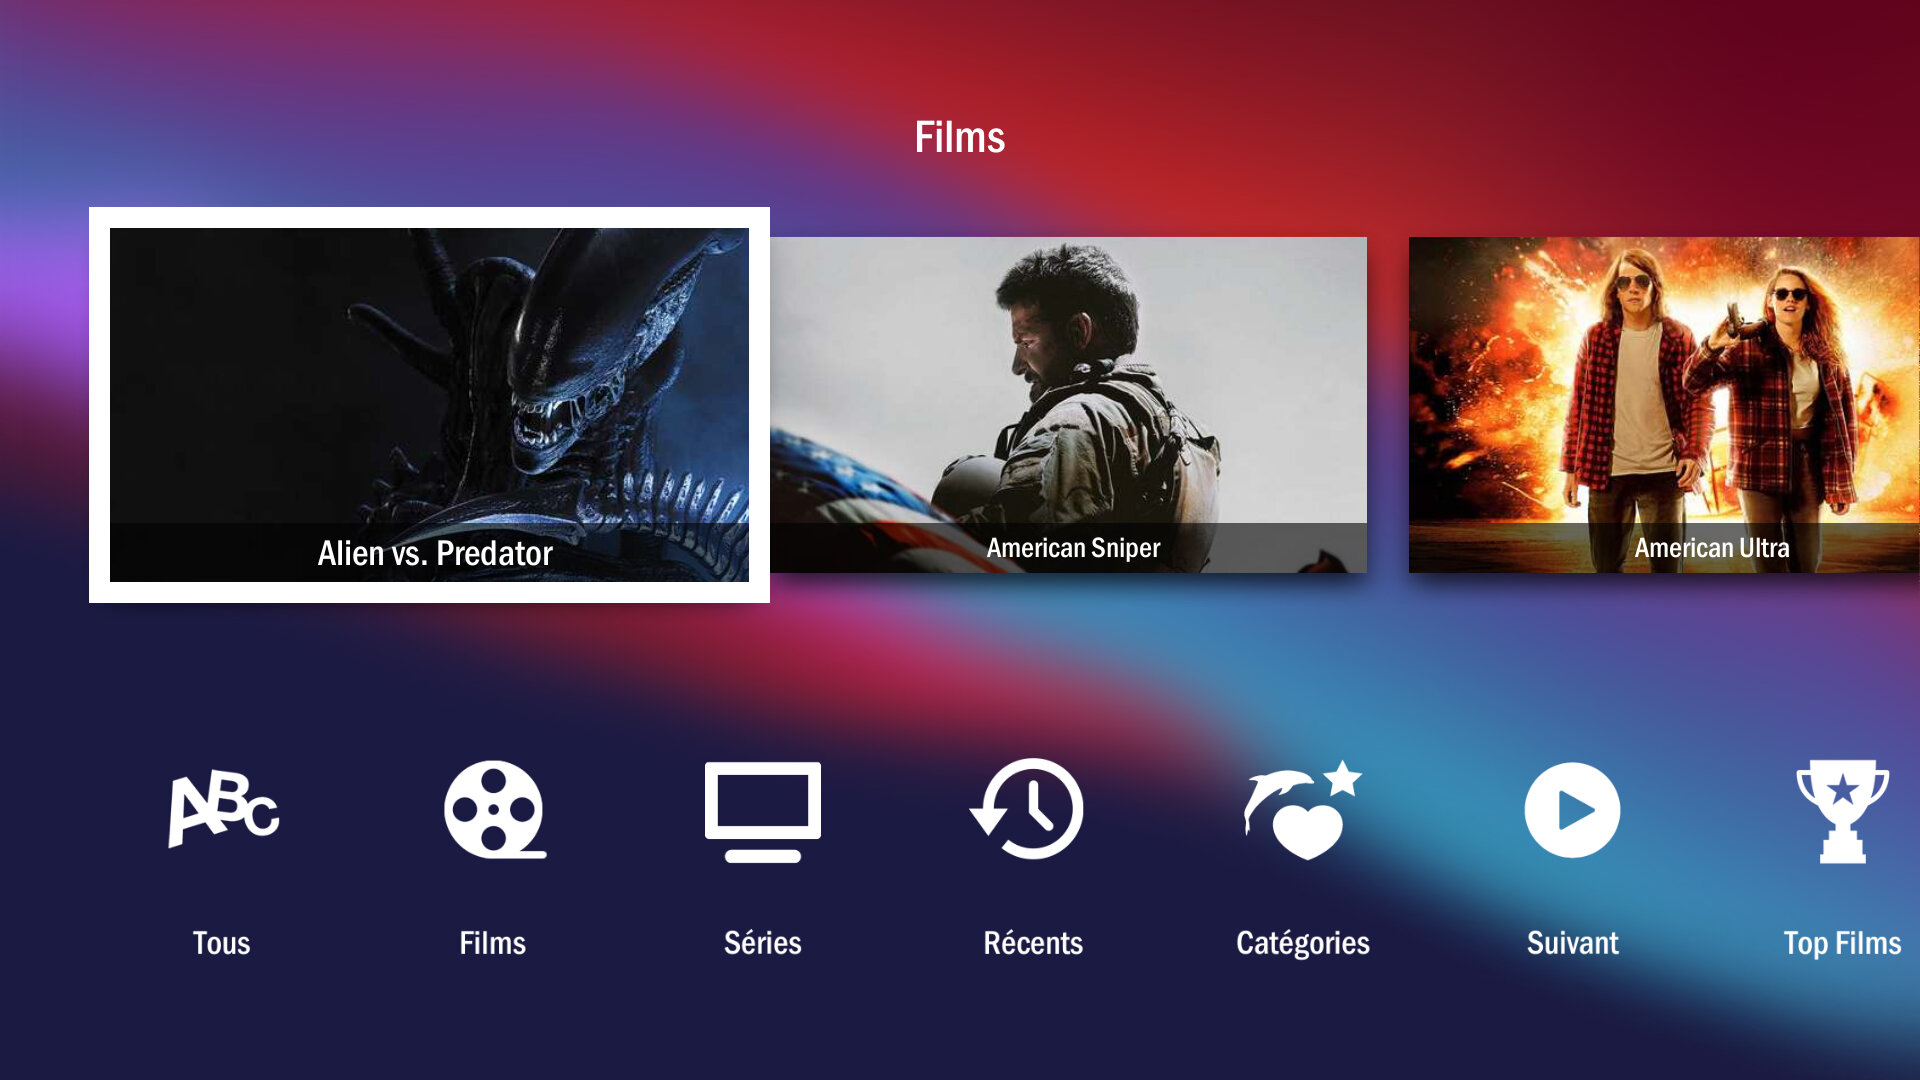 Films
Alien vs. Predator
American Sniper
American Ultra
ABC
Tous
Films
Séries
Récents
Catégories
Suivant
Top Films